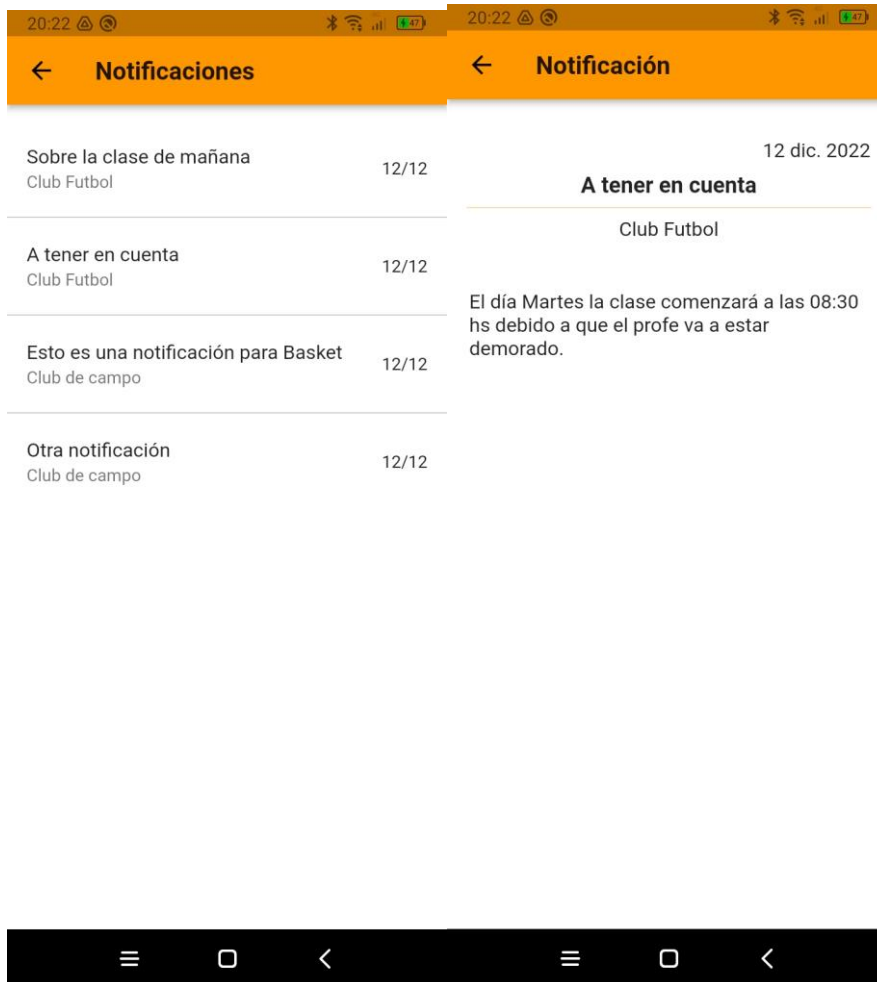 20:22
47
Notificaciones
Sobre la clase de mañana
Club Futbol
12/12
A tener en cuenta
Club Futbol
12/12
Esto es una notificación para Basket
Club de campo
12/12
Otra notificación
Club de campo
12/12
20:22
47
Notificación
12 dic. 2022
A tener en cuenta
Club Futbol
El día Martes la clase comenzará a las 08:30
hs debido a que el profe va a estar
demorado.